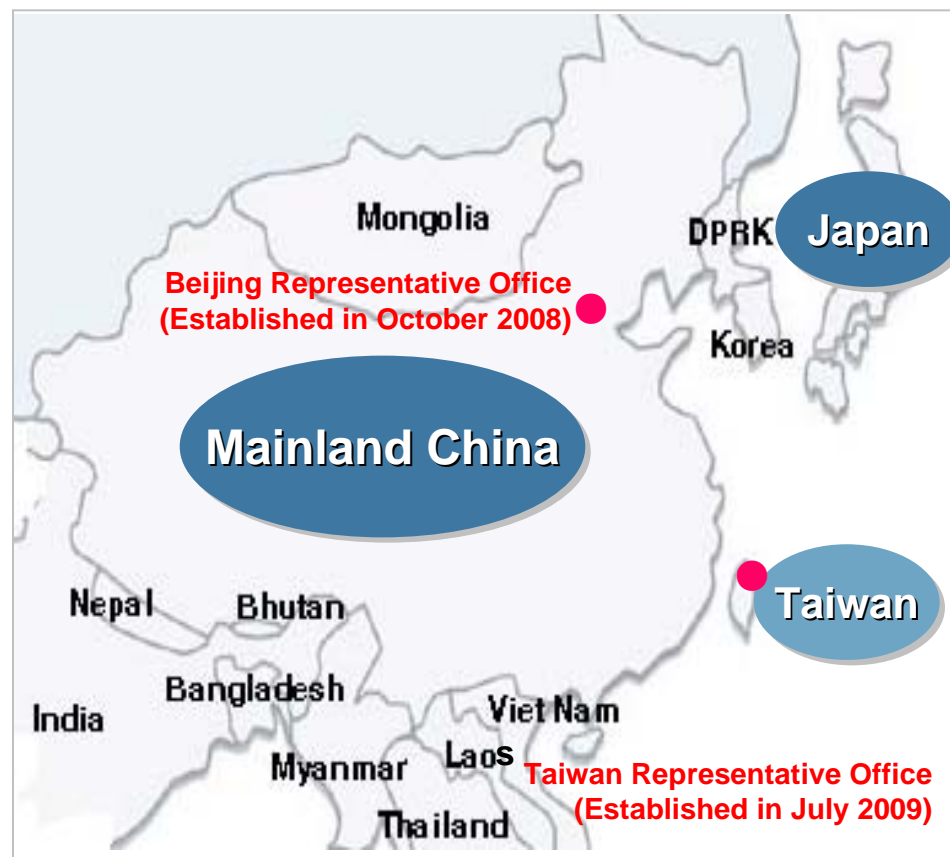 Mongolia
DPRK
Japan
Beijing Representative Office
(Established in October 2008)
Korea
Mainland China
Nepal
Bhutan
Taiwan
Bangladesh
India
Viet Nam
Laos
Myanmar
Taiwan Representative Office
(Established in July 2009)
Thailand